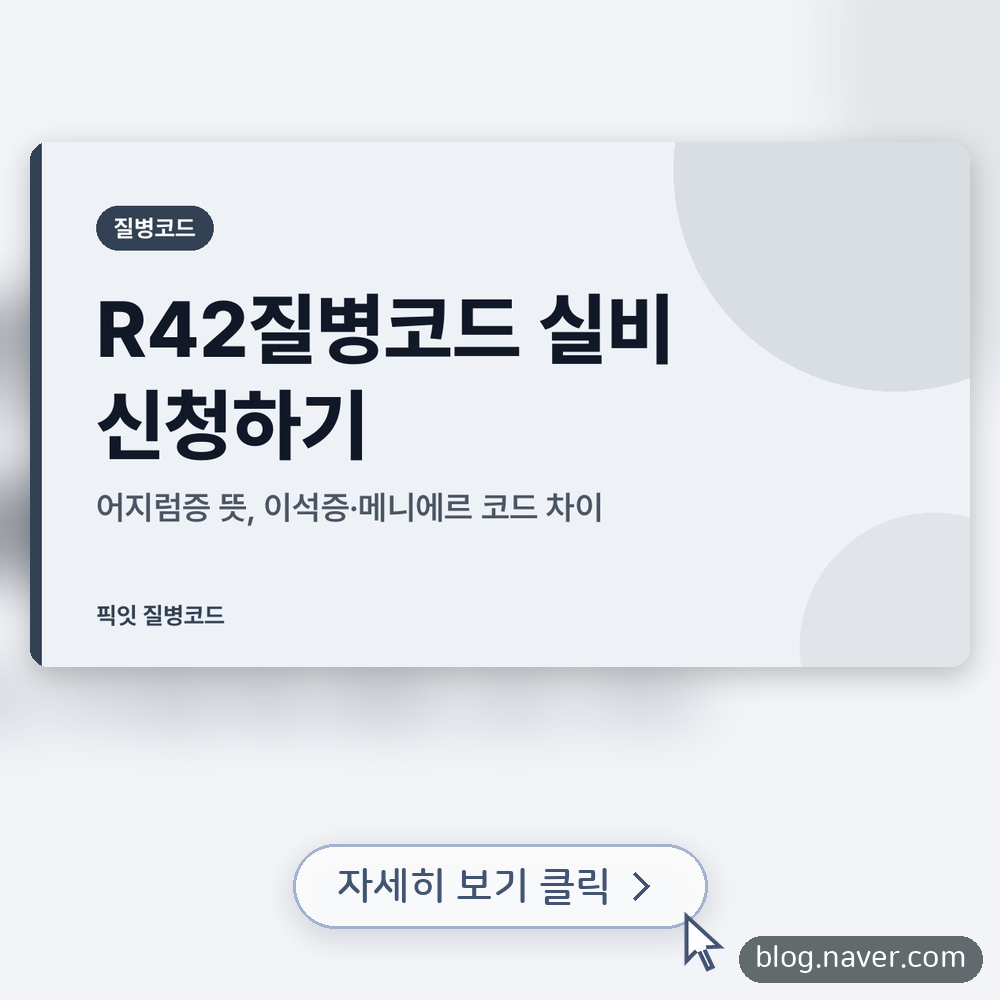 질병코드
R42질병코드 실비
신청하기
어지럼증 뜻, 이석증·메니에르 코드 차이
픽잇 질병코드
자세히 보기 클릭 >
blog.naver.com